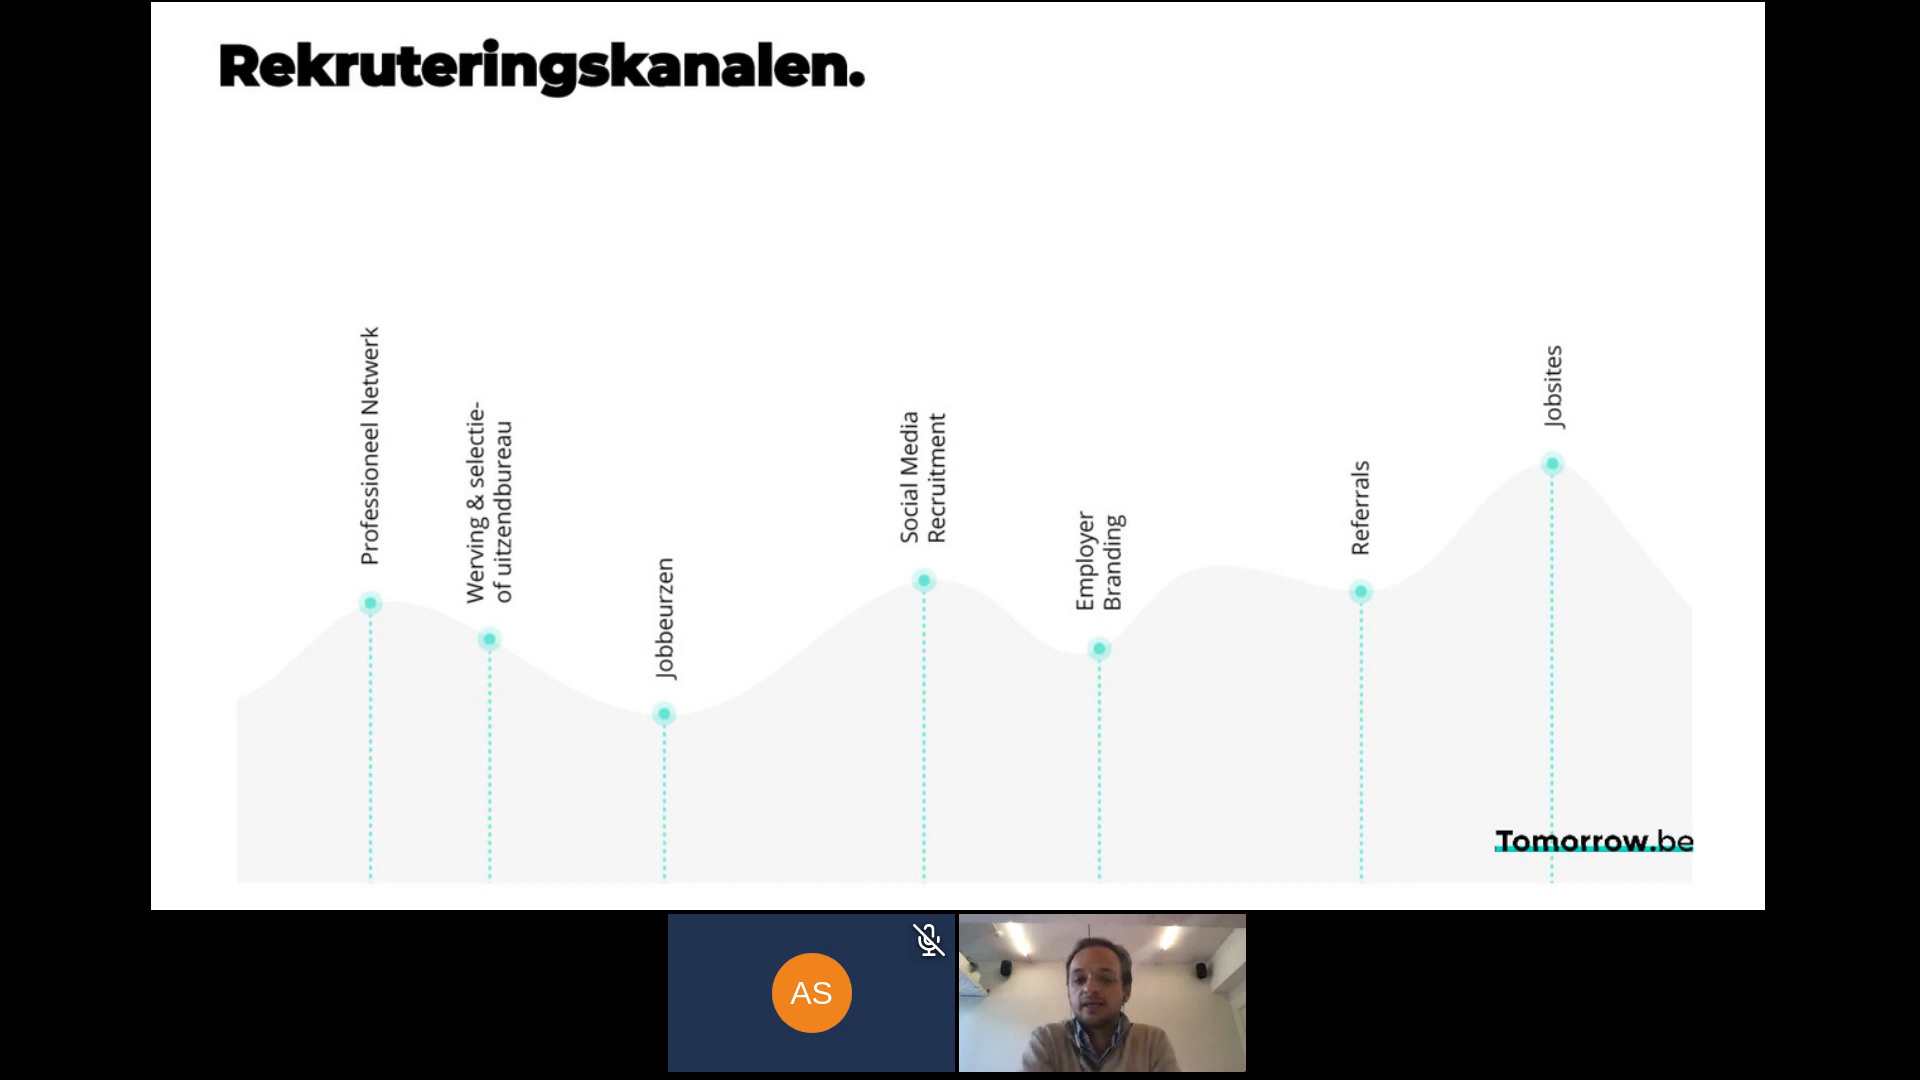 Rekruteringskanalen.
Professioneel Netwerk
Werving & selectie-
of uitzendbureau
Jobbeurzen
Social Media
Recruitment
Employer
Branding
Referrals
Jobsites
Tomorrow.be
AS